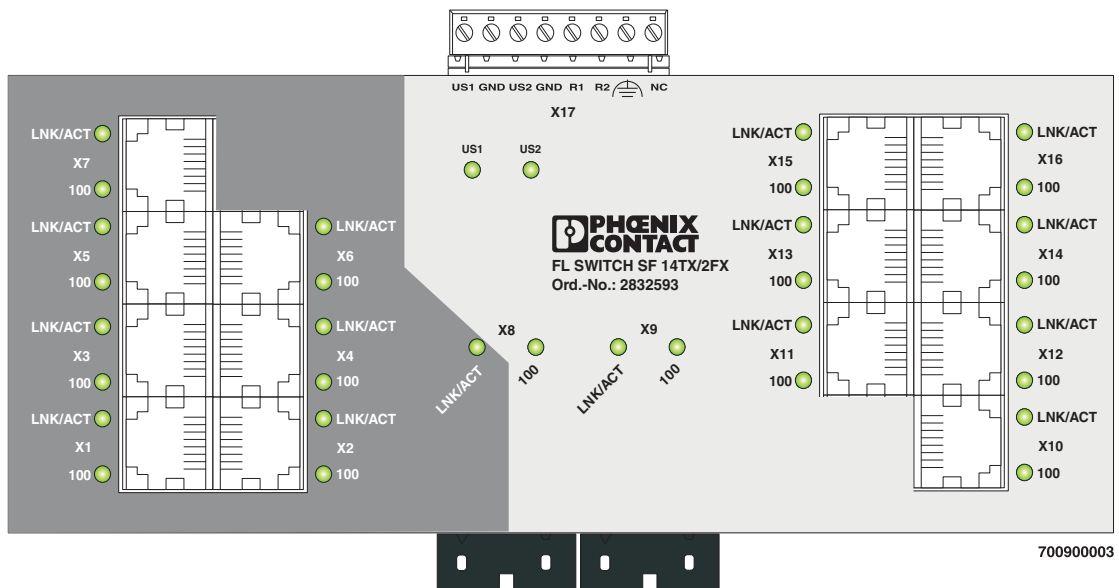 US1 GND US2 GND R1 R2 NC
X17
US1 US2
PHŒNIX
CONTACT
FL SWITCH SF 14TX/2FX
Ord.-No.: 2832593
LNK/ACT
X7
100
LNK/ACT
X5
100
LNK/ACT
X3
100
LNK/ACT
X1
100
LNK/ACT
X6
100
LNK/ACT
X4
100
LNK/ACT
X2
100
X8
LNK/ACT
100
X9
LNK/ACT
100
LNK/ACT
X15
100
LNK/ACT
X13
100
LNK/ACT
X11
100
LNK/ACT
X16
100
LNK/ACT
X14
100
LNK/ACT
X12
100
LNK/ACT
X10
100
700900003